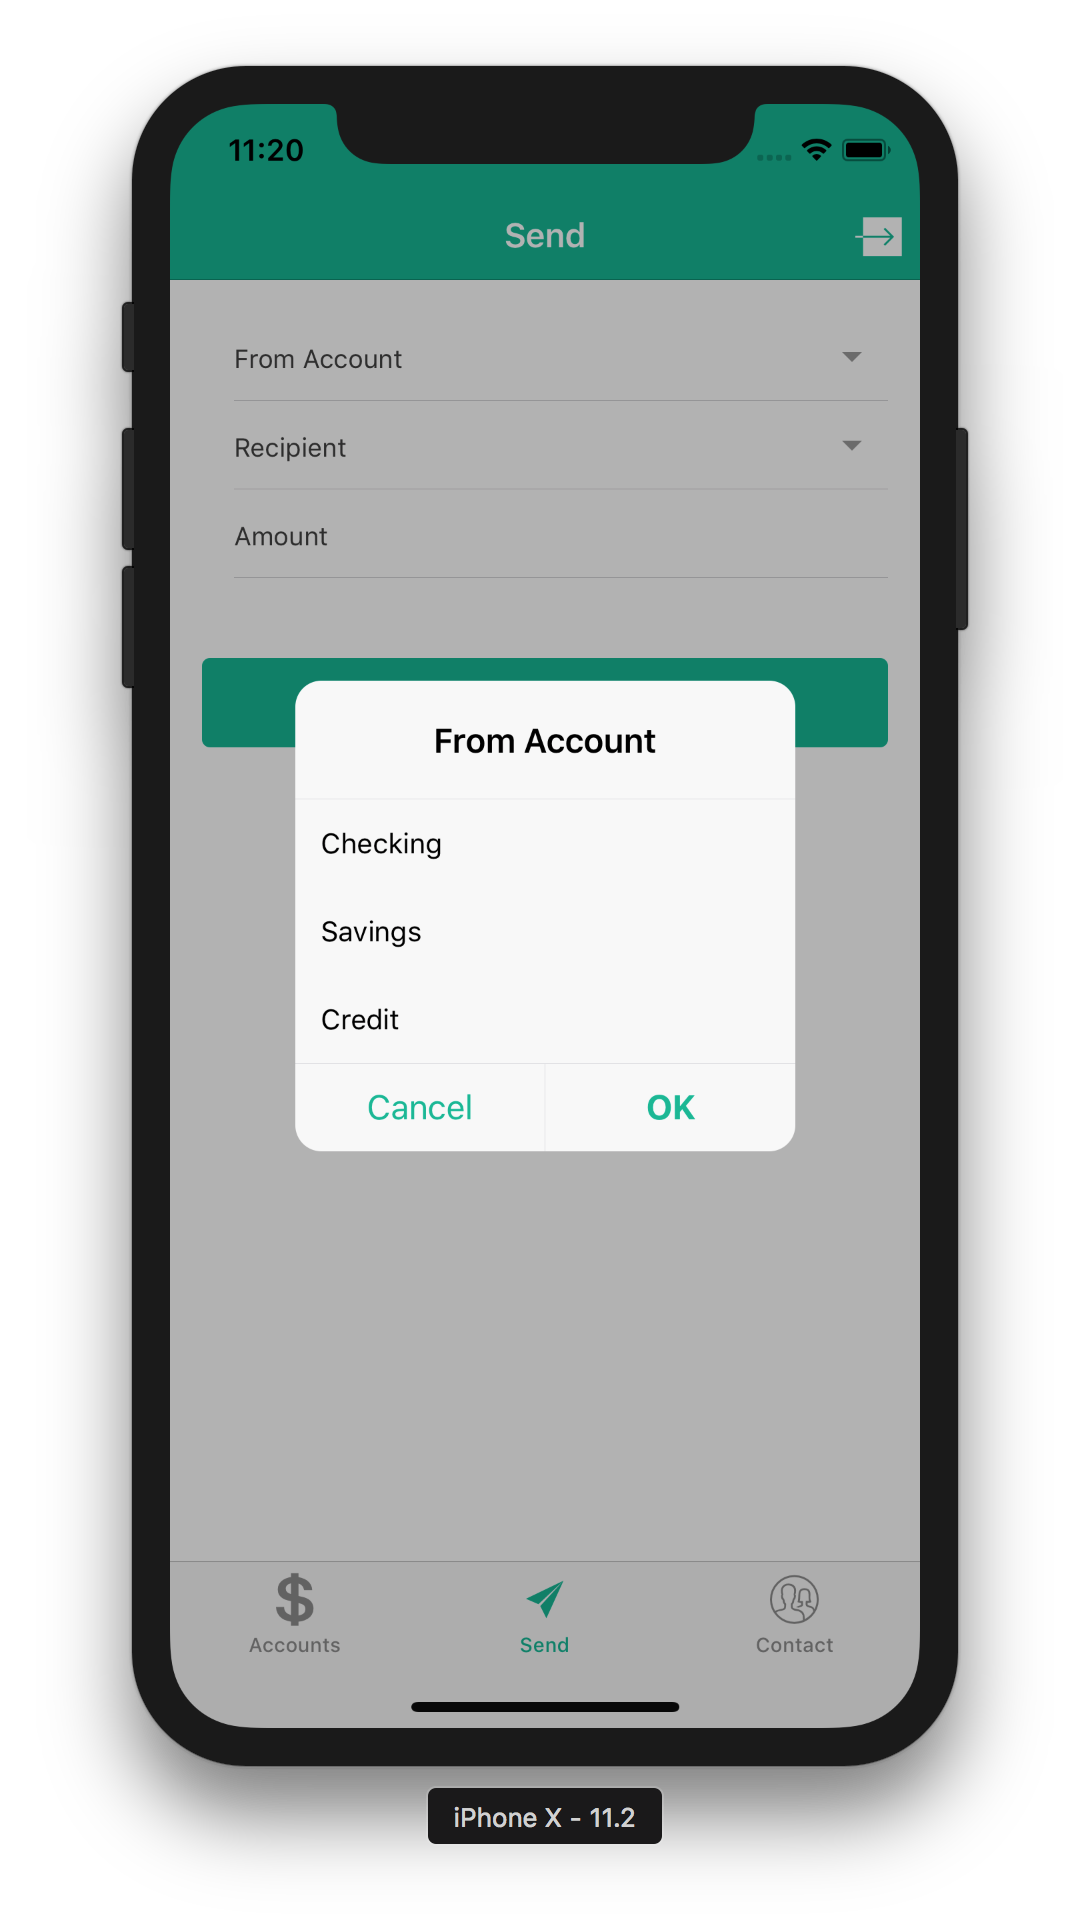 11:20
Send
From Account
Recipient
Amount
From Account
Checking
Savings
Credit
Cancel OK
Accounts Send Contact
iPhone X - 11.2